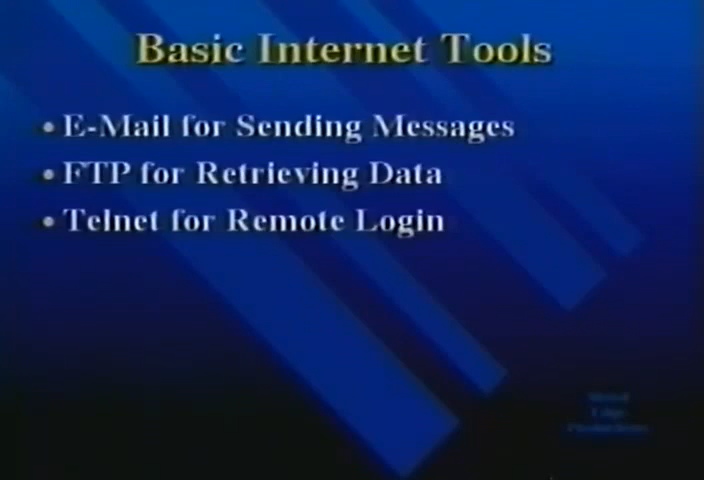 Basic Internet Tools
• E-Mail for Sending Messages
• FTP for Retrieving Data
• Telnet for Remote Login